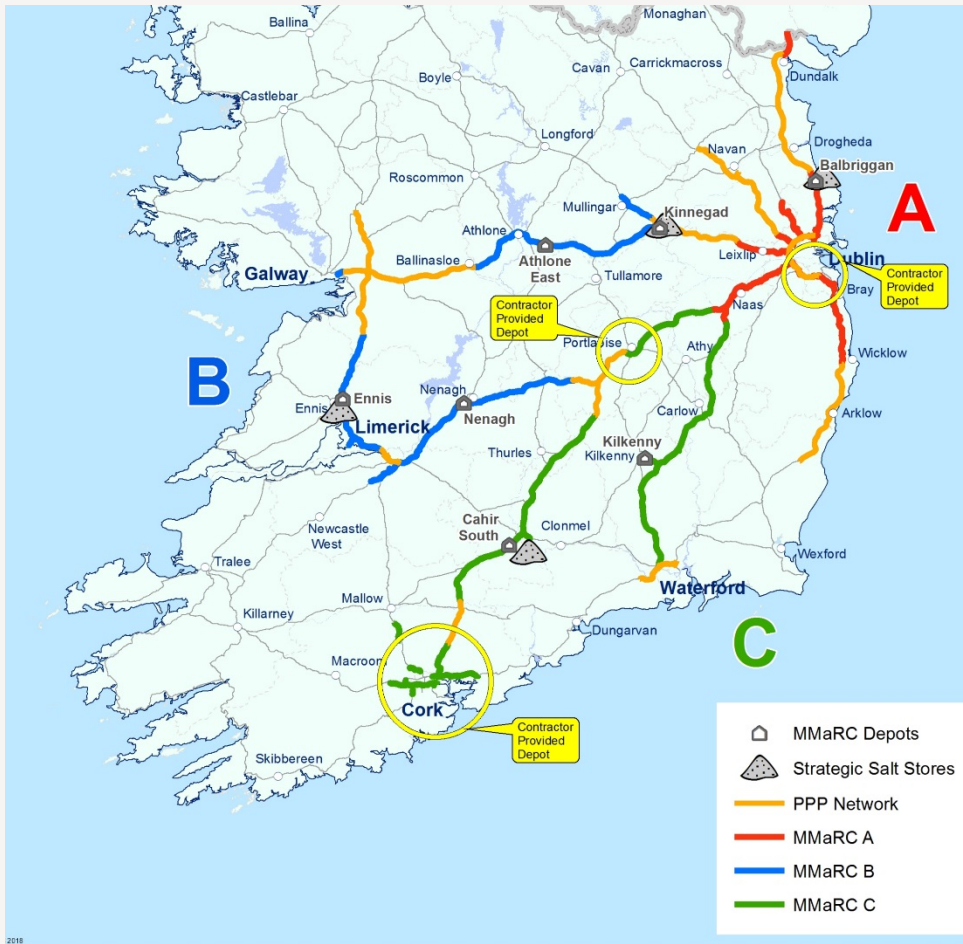 Monaghan
Ballina
Cavan
Carrickmacross
Boyle
Dundalk
Castlebar
Longford
Drogheda
Navan
Balbriggan
Roscommon
A
Mullingar
Kinnegad
Athlone
Leixlip
Dublin
Galway
Ballinasloe
Athlone
East
Tullamore
Contractor
Provided
Depot
Bray
Contractor
Provided
Depot
Naas
Portlaoise
Athy
Wicklow
B
Ennis
Ennis
Nenagh
Nenagh
Carlow
Arklow
Limerick
Kilkenny
Kilkenny
Thurles
Cahir
South
Clonmel
Newcastle
West
Wexford
Tralee
Waterford
Mallow
Killarney
Dungarvan
C
Macroom
Cork
Contractor
Provided
Depot
Skibbereen
MMaRC Depots
Strategic Salt Stores
PPP Network
MMaRC A
MMaRC B
MMaRC C
2018